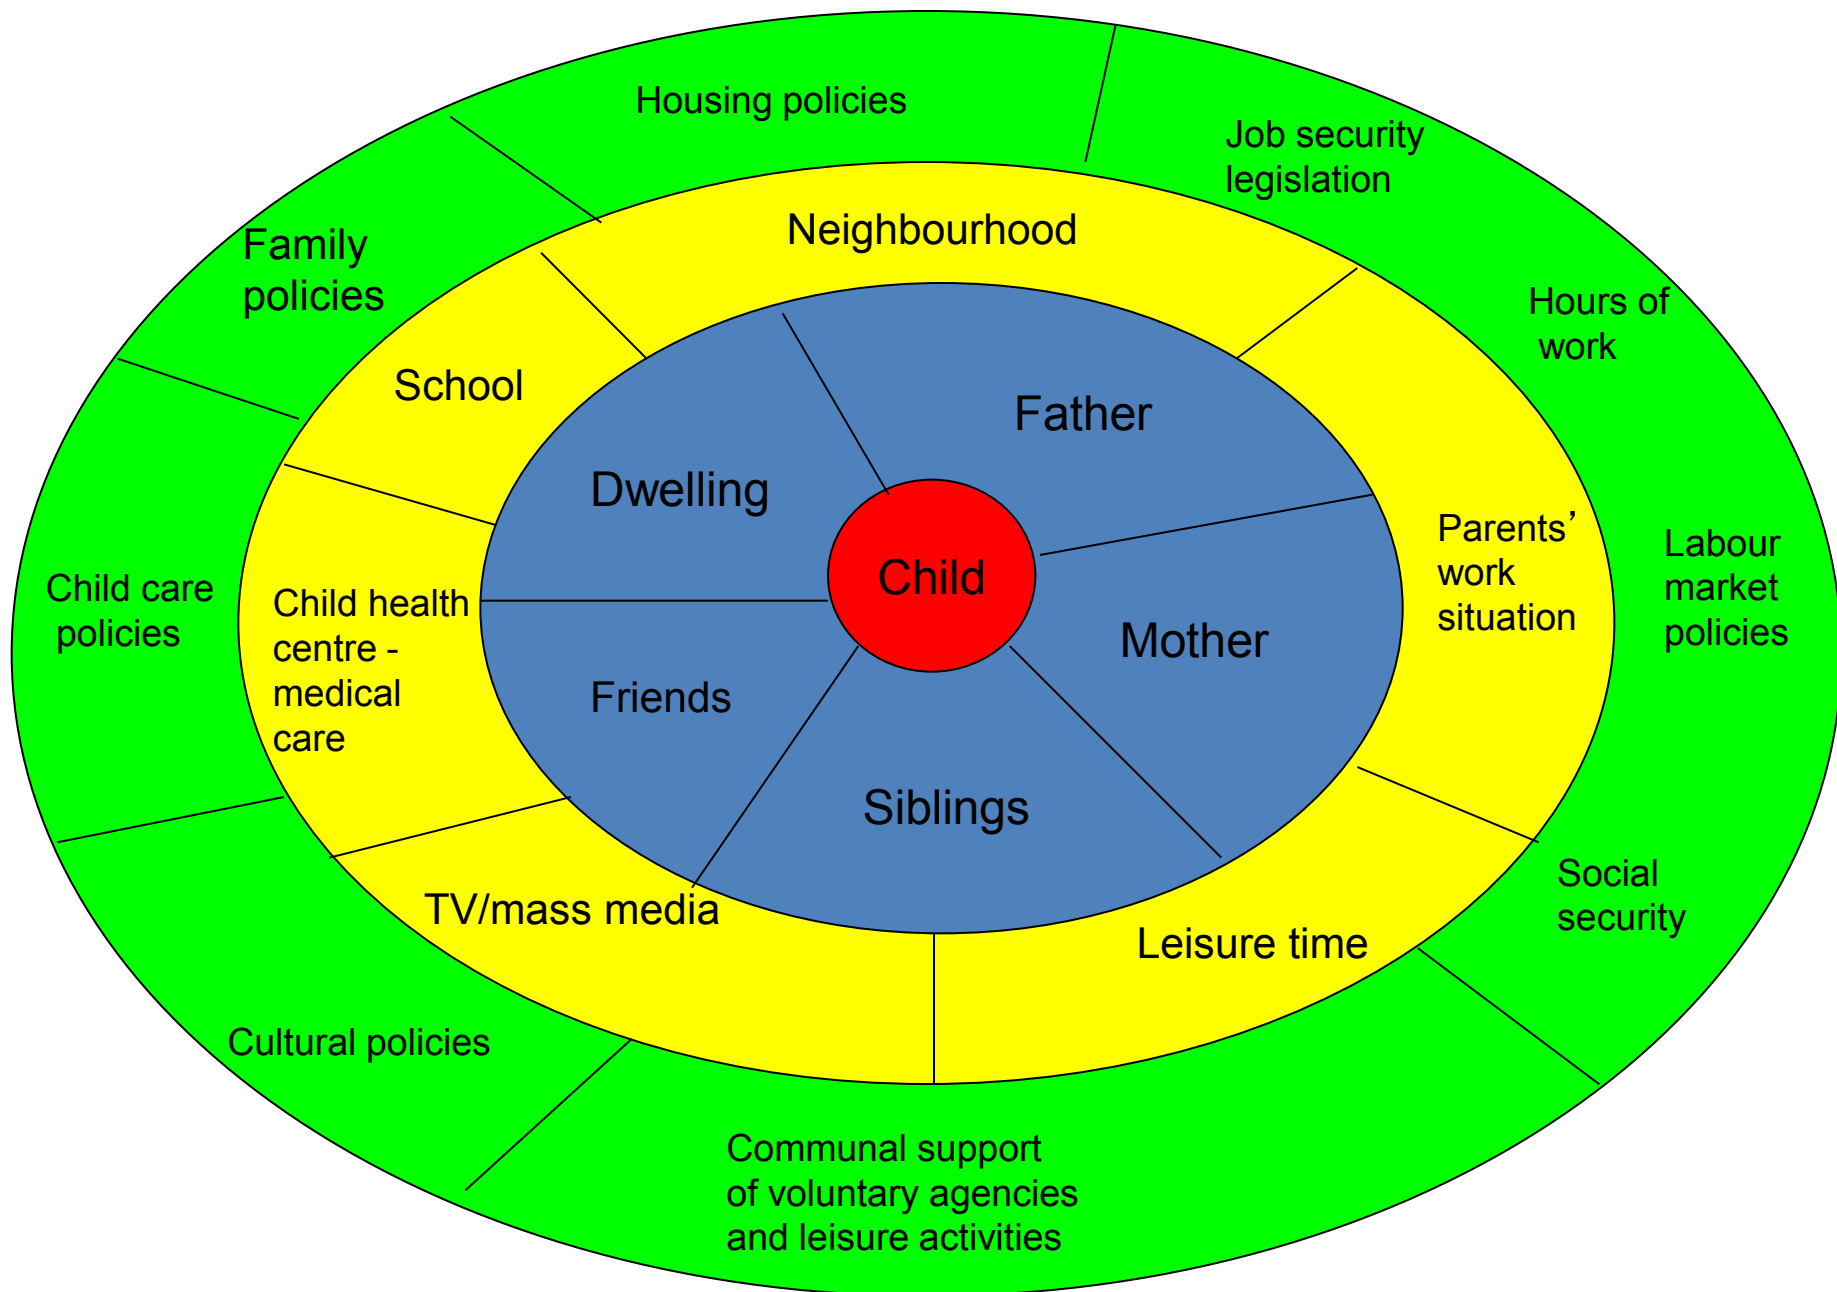 Housing policies
Job security
legislation
Neighbourhood
Family
policies
Hours of
work
School
Father
Dwelling
Parents’
work
situation
Labour
market
policies
Child
Child care
policies
Child health
centre -
medical
care
Mother
Friends
Siblings
TV/mass media
Social
security
Leisure time
Cultural policies
Communal support
of voluntary agencies
and leisure activities